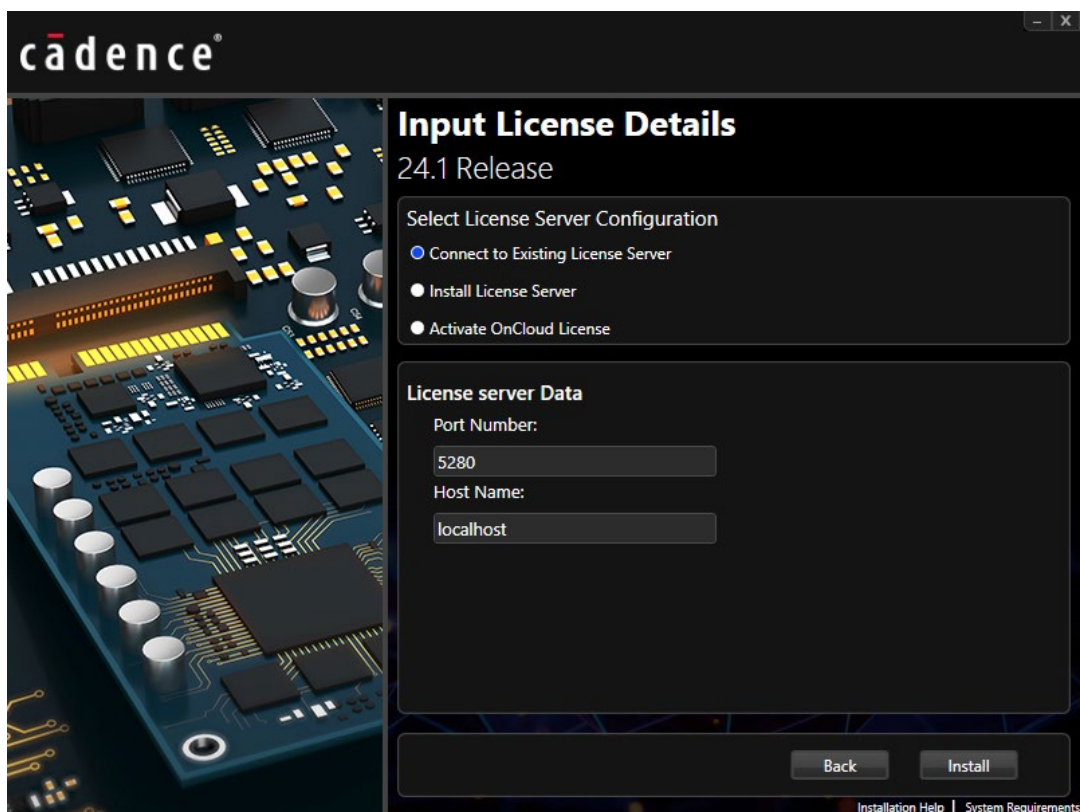 – X
cādence®
Input License Details
24.1 Release
Select License Server Configuration
Connect to Existing License Server
Install License Server
Activate OnCloud License
License server Data
Port Number:
5280
Host Name:
localhost
Back Install
Installation Help | System Requirements